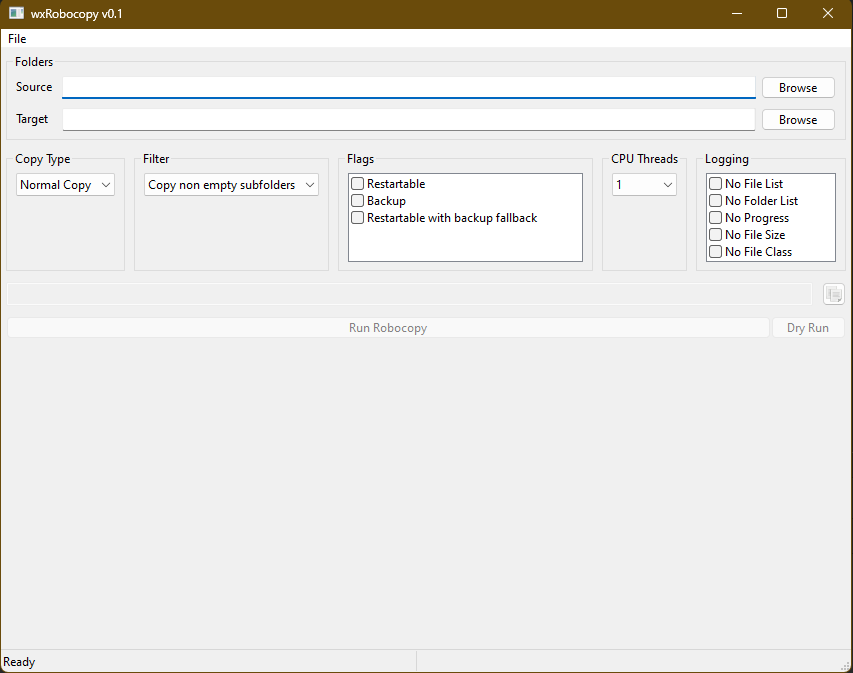 wxRobocopy v0.1
File
Folders
Source Browse
Target Browse
Copy Type Filter Flags CPU Threads Logging
Normal Copy Copy non empty subfolders Restartable 1 No File List
Backup No Folder List
Restartable with backup fallback No Progress
No File Size
No File Class
Run Robocopy Dry Run
Ready